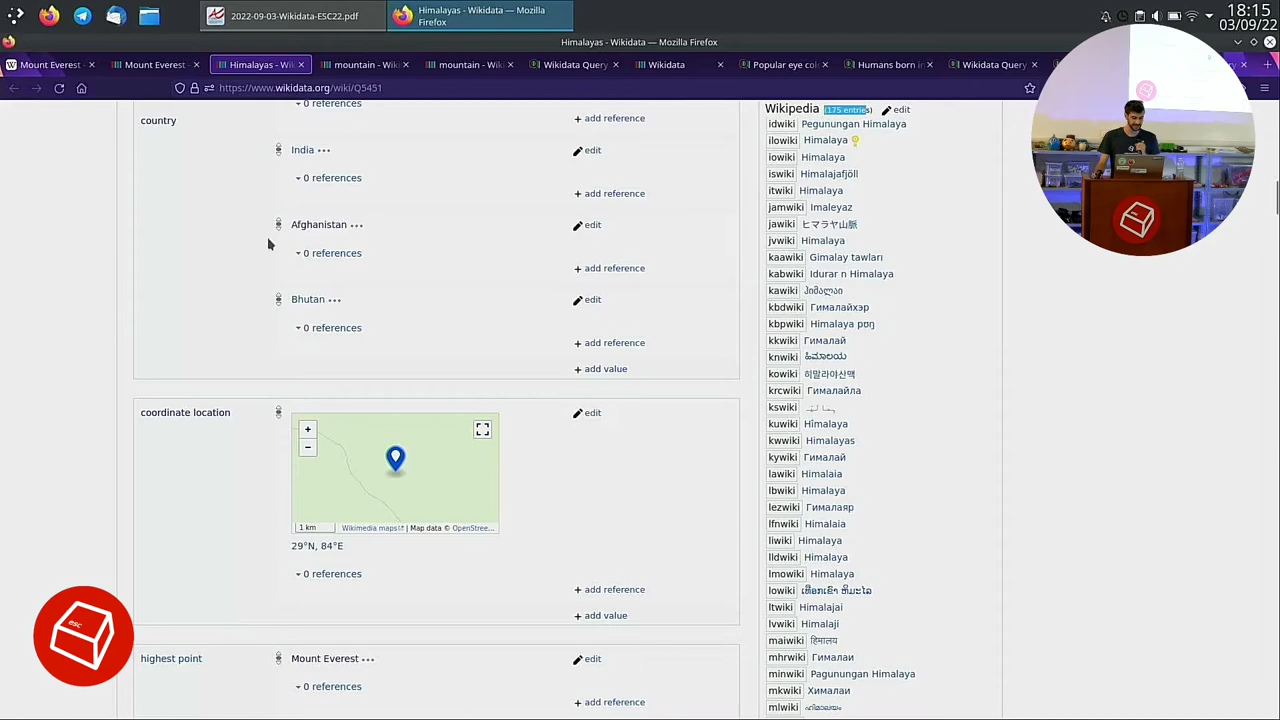 2022-09-03-Wikidata-ESC22.pdf
Himalayas - Wikidata — Mozilla
Firefox
18:15
03/09/22
Himalayas - Wikidata — Mozilla Firefox
Mount Everest -
Mount Everest -
Himalayas - Wi
mountain - Wik
mountain - Wik
Wikidata Query
Wikidata
Popular eye co
Humans born in
Wikidata Query
https://www.wikidata.org/wiki/Q5451
0 references
+ add reference
country
India
edit
0 references
+ add reference
Afghanistan
edit
0 references
+ add reference
Bhutan
edit
0 references
+ add reference
+ add value
coordinate location
edit
+
−
1 km
Wikimedia maps | Map data © OpenStree...
29°N, 84°E
0 references
+ add reference
+ add value
highest point
Mount Everest
edit
0 references
+ add reference
Wikipedia (175 entries) edit
idwiki Pegunungan Himalaya
ilowiki Himalaya
iowiki Himalaya
iswiki Himalajafjöll
itwiki Himalaya
jamwiki Imaleyaz
jawiki ヒマラヤ山脈
jvwiki Himalaya
kaawiki Gimalay tawları
kabwiki Idurar n Himalaya
kawiki ჰიმალაი
kbdwiki Гималайхэр
kbpwiki Himalaya pʊŋ
kkwiki Гималай
knwiki ಹಿಮಾಲಯ
kowiki 히말라야산맥
krcwiki Гималайла
kswiki
kuwiki Hîmalaya
kwwiki Himalayas
kywiki Гималай
lawiki Himalaia
lbwiki Himalaya
lezwiki Гималаяр
lfnwiki Himalaia
liwiki Himalaya
lldwiki Himalaya
lmowiki Himalaya
lowiki
ltwiki Himalajai
lvwiki Himalaji
maiwiki हिमालय
mhrwiki Гималаи
minwiki Pagunungan Himalaya
mkwiki Хималаи
mlwiki ഹിമാലയം
esc